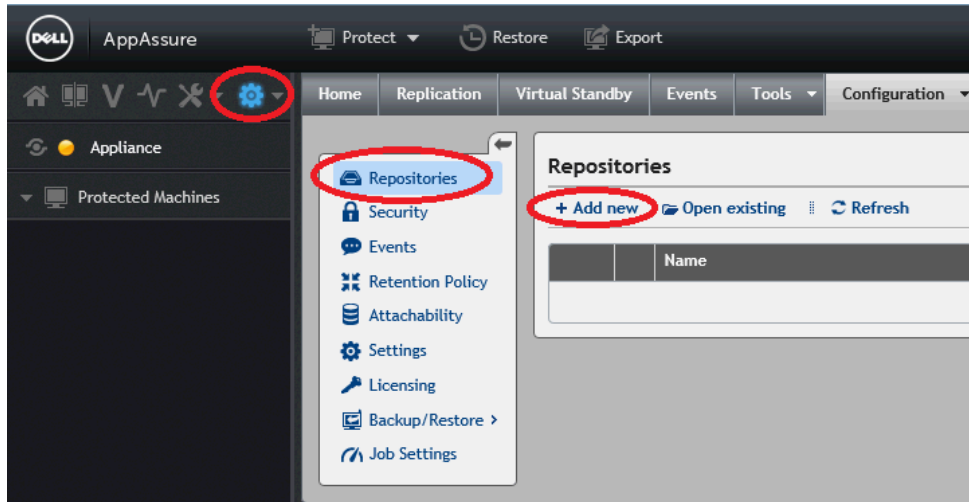 DELL AppAssure Protect Restore Export
Home Replication Virtual Standby Events Tools Configuration
Appliance
Protected Machines
Repositories
Security
Events
Retention Policy
Attachability
Settings
Licensing
Backup/Restore >
Job Settings
Repositories
+ Add new Open existing Refresh
Name